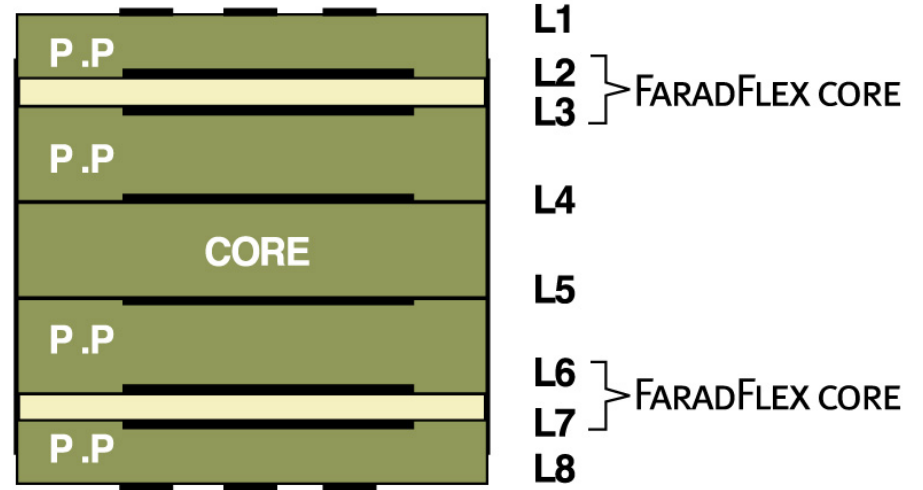 L1
P .P
L2
FARADFLEX CORE
L3
P .P
L4
CORE
L5
P .P
L6
FARADFLEX CORE
L7
P .P
L8